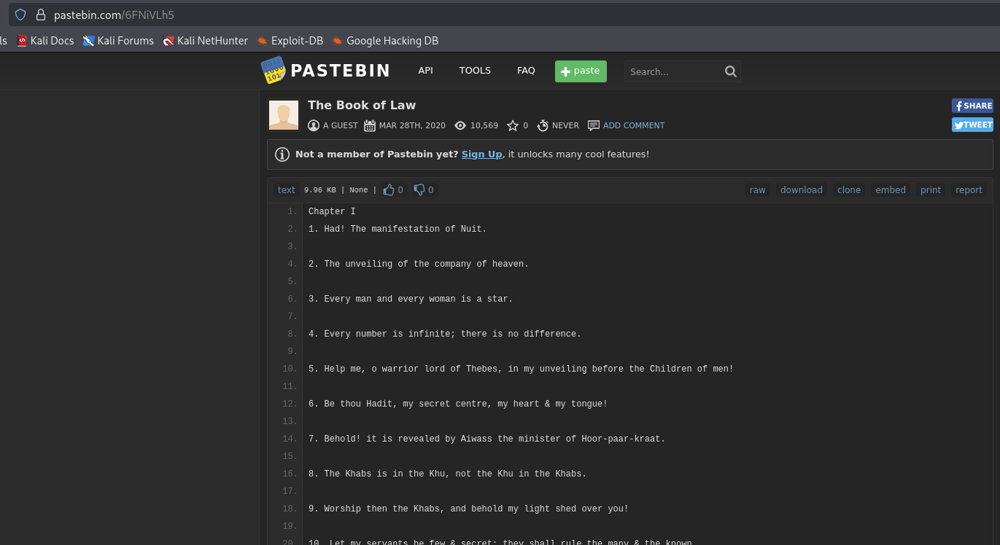 pastebin.com/6FNiVLh5
ls Kali Docs Kali Forums Kali NetHunter Exploit-DB Google Hacking DB
PASTEBIN API TOOLS FAQ paste Search...
The Book of Law SHARE
A GUEST MAR 28TH, 2020 10,569 0 NEVER ADD COMMENT TWEET
Not a member of Pastebin yet? Sign Up, it unlocks many cool features!
text 9.96 KB | None | 0 0 raw download clone embed print report
1. Chapter I
2. 1. Had! The manifestation of Nuit.
3.
4. 2. The unveiling of the company of heaven.
5.
6. 3. Every man and every woman is a star.
7.
8. 4. Every number is infinite; there is no difference.
9.
10. 5. Help me, o warrior lord of Thebes, in my unveiling before the Children of men!
11.
12. 6. Be thou Hadit, my secret centre, my heart & my tongue!
13.
14. 7. Behold! it is revealed by Aiwass the minister of Hoor-paar-kraat.
15.
16. 8. The Khabs is in the Khu, not the Khu in the Khabs.
17.
18. 9. Worship then the Khabs, and behold my light shed over you!
19.
20. 10. Let my servants be few & secret: they shall rule the many & the known.